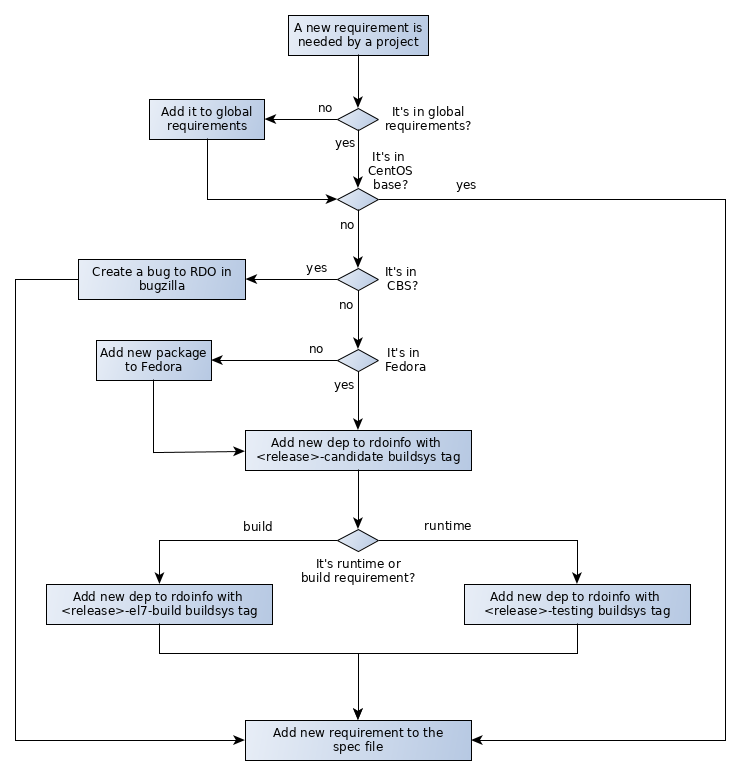 A new requirement is
needed by a project
no
It's in global
requirements?
Add it to global
requirements
yes
It's in
CentOS
base?
yes
no
Create a bug to RDO in
bugzilla
yes
It's in
CBS?
no
Add new package
to Fedora
no
It's in
Fedora
yes
Add new dep to rdoinfo with
<release>-candidate buildsys tag
build
runtime
It's runtime or
build requirement?
Add new dep to rdoinfo with
<release>-el7-build buildsys tag
Add new dep to rdoinfo with
<release>-testing buildsys tag
Add new requirement to the
spec file